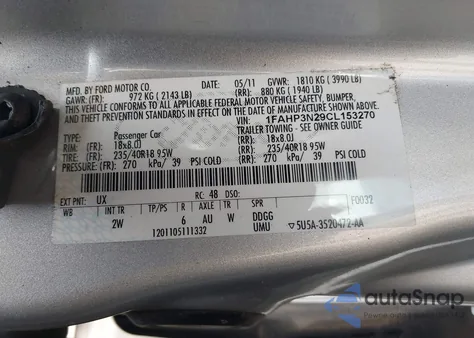 MFD. BY FORD MOTOR CO.
DATE: 05/11 GVWR: 1810 KG (3990 LB)
GAWR: (FR) 972 KG (2143 LB) (RR): 880 KG (1940 LB)
THIS VEHICLE CONFORMS TO ALL APPLICABLE FEDERAL MOTOR VEHICLE SAFETY, BUMPER,
AND THEFT PREVENTION STANDARDS IN EFFECT ON THE DATE OF MANUFACTURE SHOWN ABOVE.
VIN: 1FAHP3N29CL153270
TYPE: Passenger Car TRAILER TOWING - SEE OWNER GUIDE
RIM: (FR) 18x8.0J (RR): 18x8.0J
TIRES: (FR) 235/40R18 95W (RR): 235/40R18 95W
PRESSURE: (FR) 270 kPa/ 39 PSI COLD (RR): 270 kPa/ 39 PSI COLD
EXT PNT: UX RC: 48 DSO: F0032
WB INT TR TP/PS R AXLE TR SPR
2W 6 AU W DDGG
1201105111332 UMU ▽5U5A-3520472-AA
autoSnap